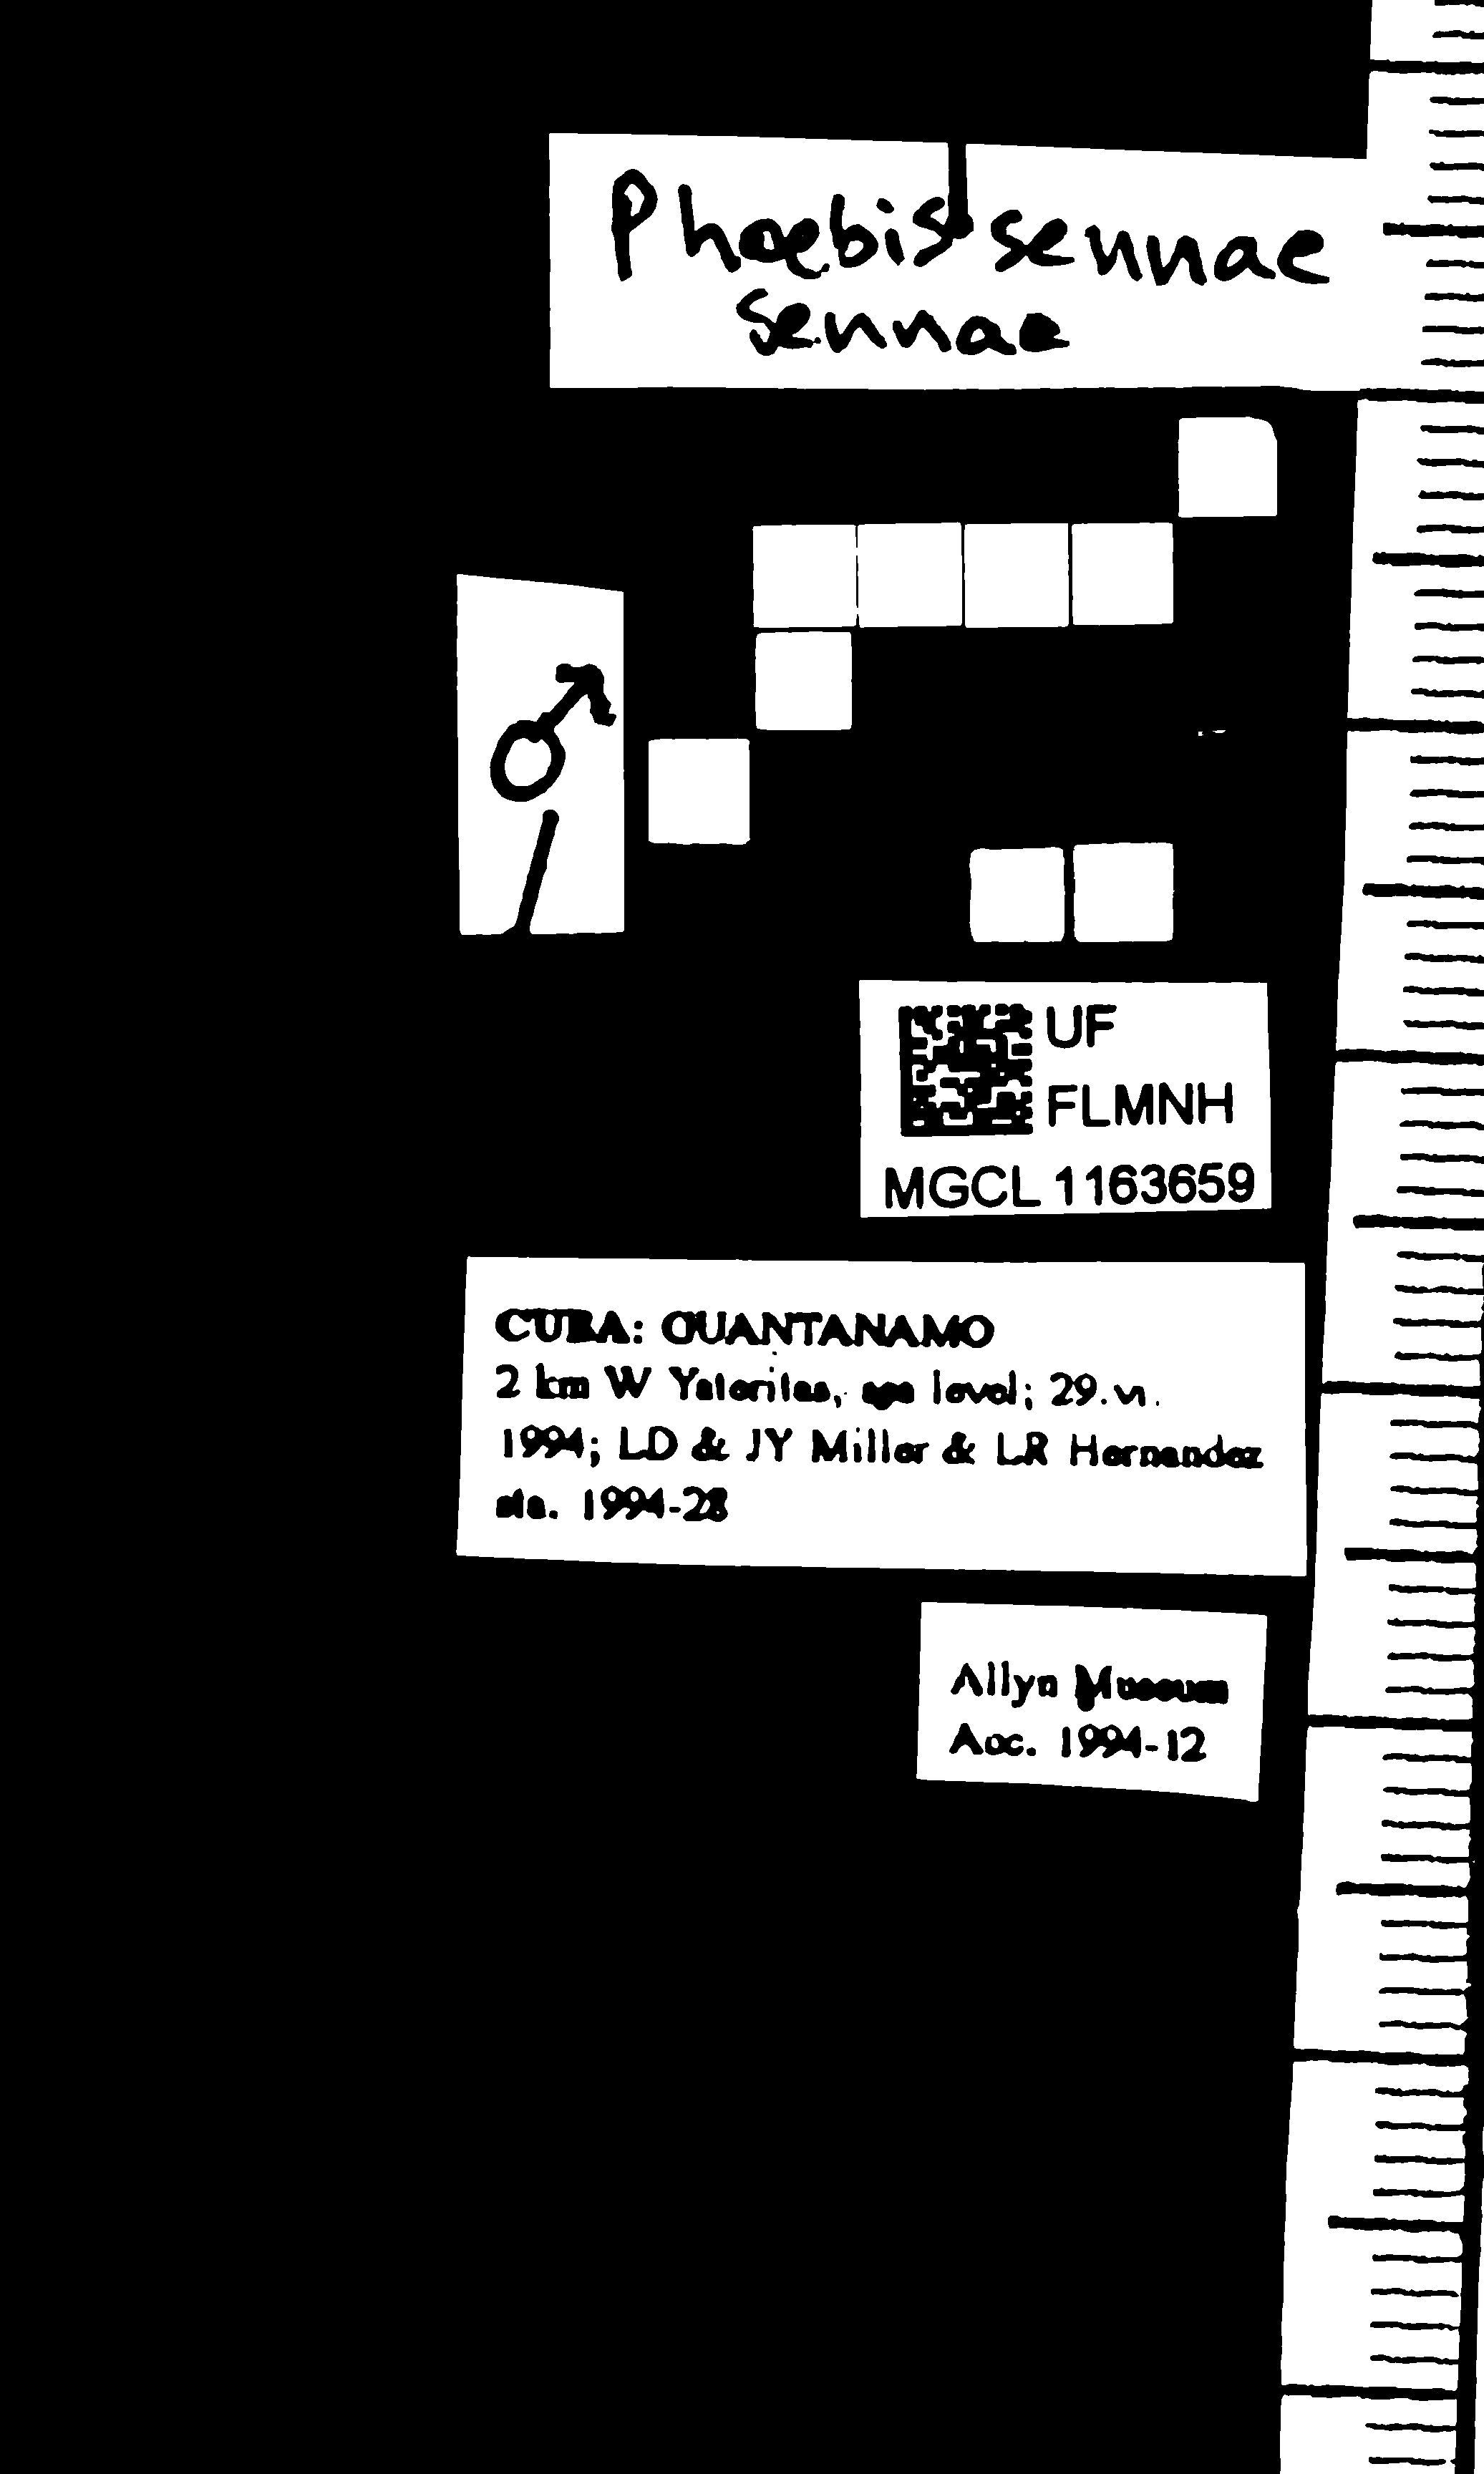 Phoebis sennae
sennae
♂
UF
FLMNH
MGCL 1163659
CUBA: GUANTANAMO
2 km W Yateritas, sea level; 29.vi.
1994; LD & JY Miller & LR Hernandez
sta. 1994-28
Allyn Museum
Acc. 1994-12